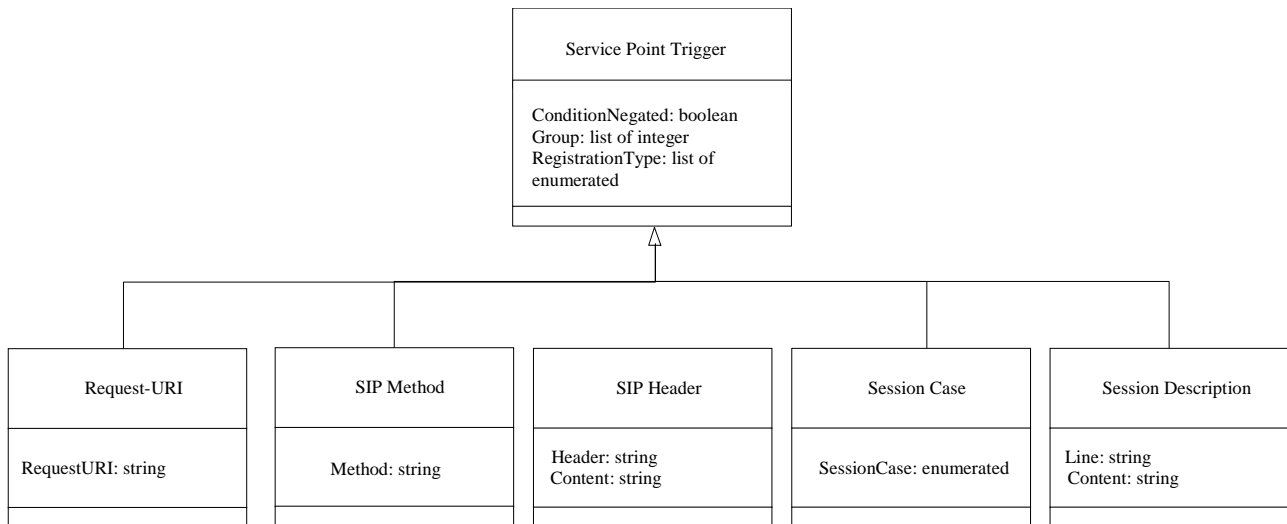 Service Point Trigger
ConditionNegated: boolean
Group: list of integer
RegistrationType: list of
enumerated
Request-URI
SIP Method
SIP Header
Session Case
Session Description
RequestURI: string
Method: string
Header: string
Content: string
SessionCase: enumerated
Line: string
Content: string